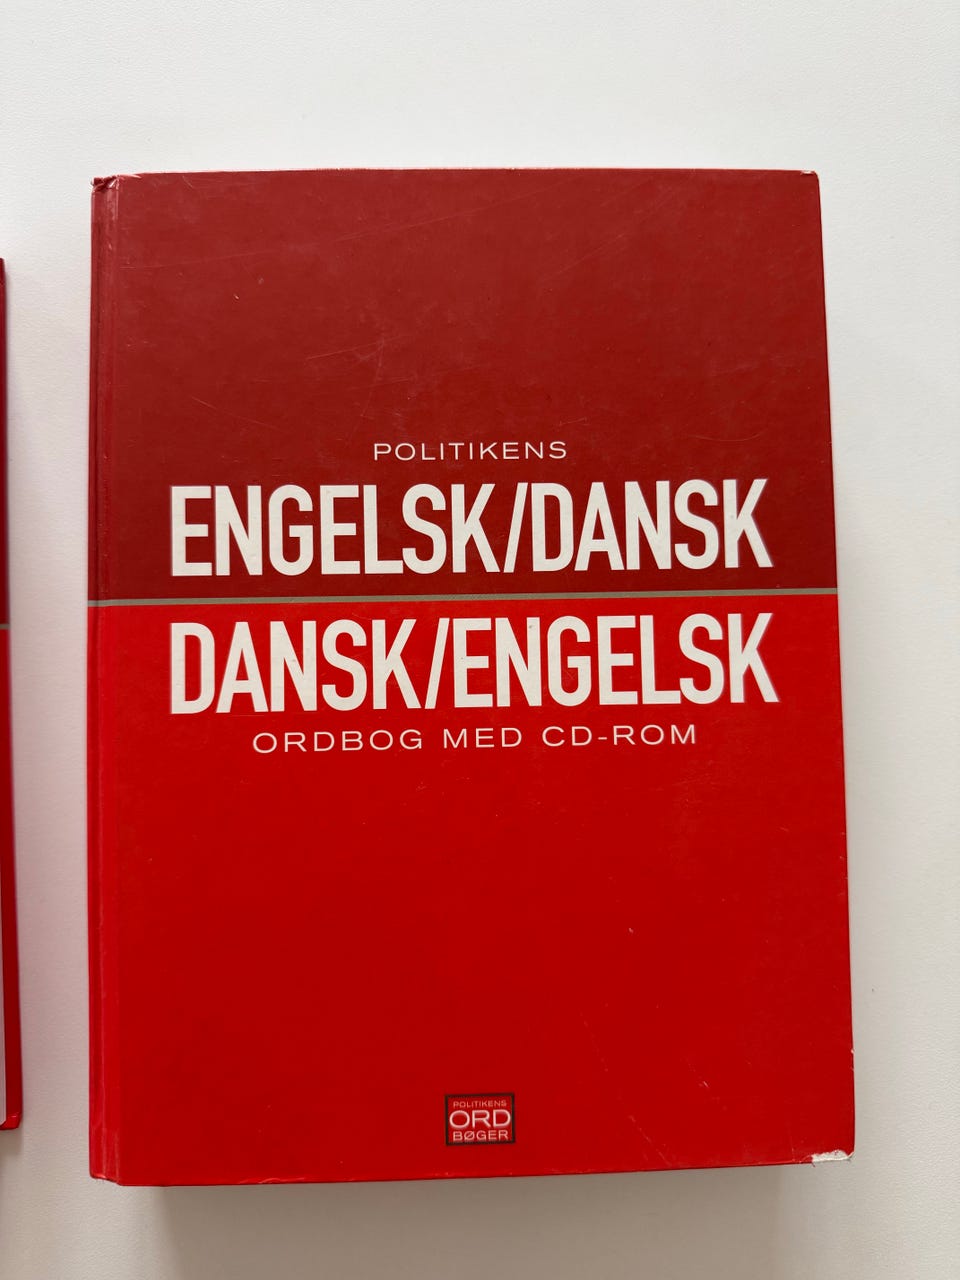 POLITIKENS
ENGELSK/DANSK
DANSK/ENGELSK
ORDBOG MED CD-ROM
POLITIKENS
ORD
BØGER